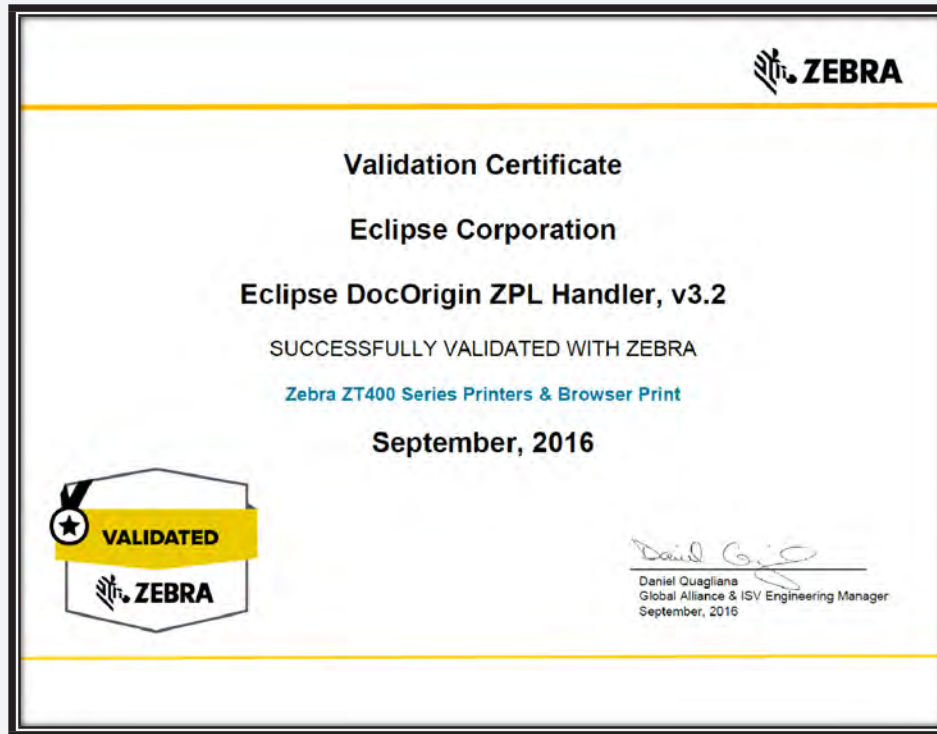 ZEBRA
Validation Certificate
Eclipse Corporation
Eclipse DocOrigin ZPL Handler, v3.2
SUCCESSFULLY VALIDATED WITH ZEBRA
Zebra ZT400 Series Printers & Browser Print
September, 2016
VALIDATED
ZEBRA
Daniel Quagliana
Global Alliance & ISV Engineering Manager
September, 2016